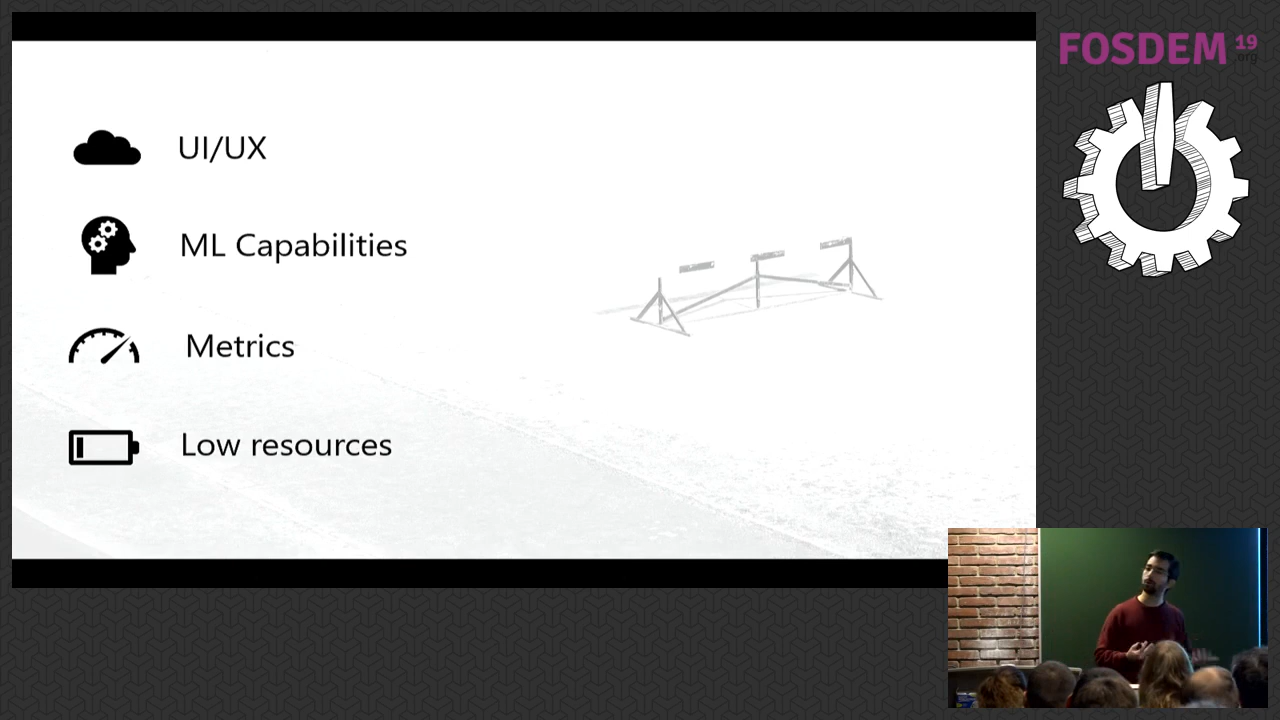 UI/UX
ML Capabilities
Metrics
Low resources
FOSDEM 19
.org